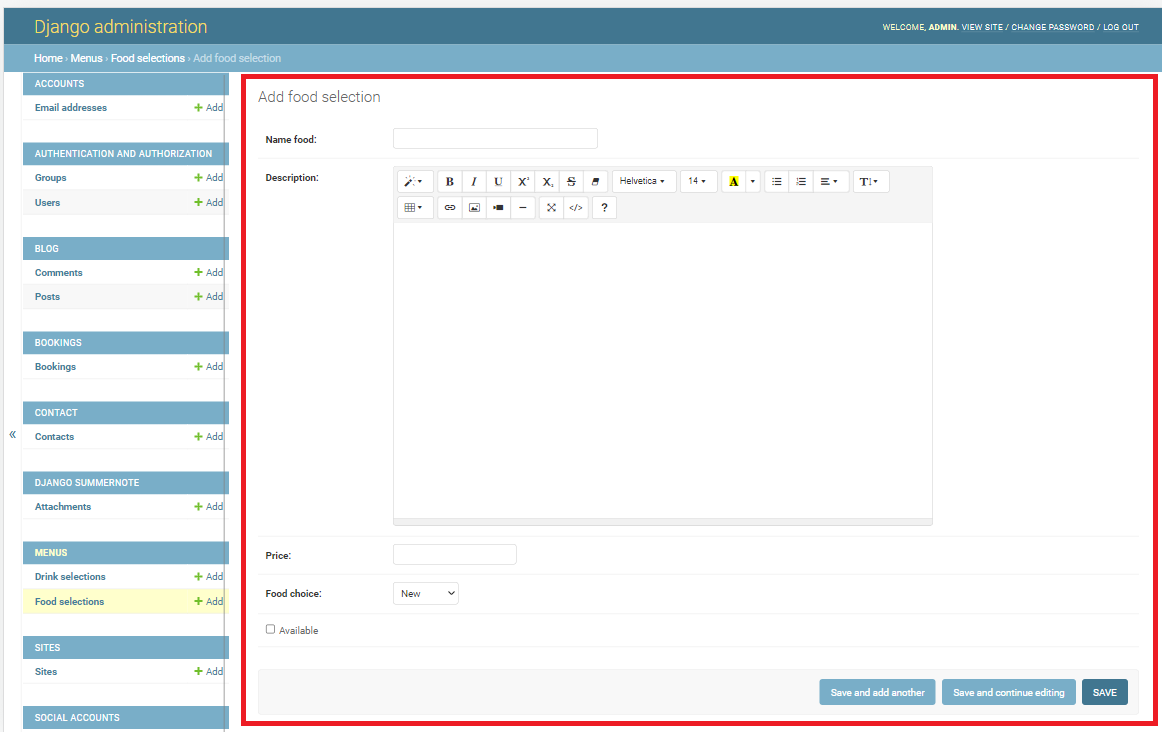 Django administration
WELCOME, ADMIN. VIEW SITE / CHANGE PASSWORD / LOG OUT
Home › Menus › Food selections › Add food selection
ACCOUNTS
Email addresses + Add
AUTHENTICATION AND AUTHORIZATION
Groups + Add
Users + Add
BLOG
Comments + Add
Posts + Add
BOOKINGS
Bookings + Add
CONTACT
Contacts + Add
«
DJANGO SUMMERNOTE
Attachments + Add
MENUS
Drink selections + Add
Food selections + Add
SITES
Sites + Add
SOCIAL ACCOUNTS
Add food selection
Name food:
Description:
B I U X² X₂ S Helvetica 14 A T
</> ?
Price:
Food choice: New
Available
Save and add another Save and continue editing SAVE